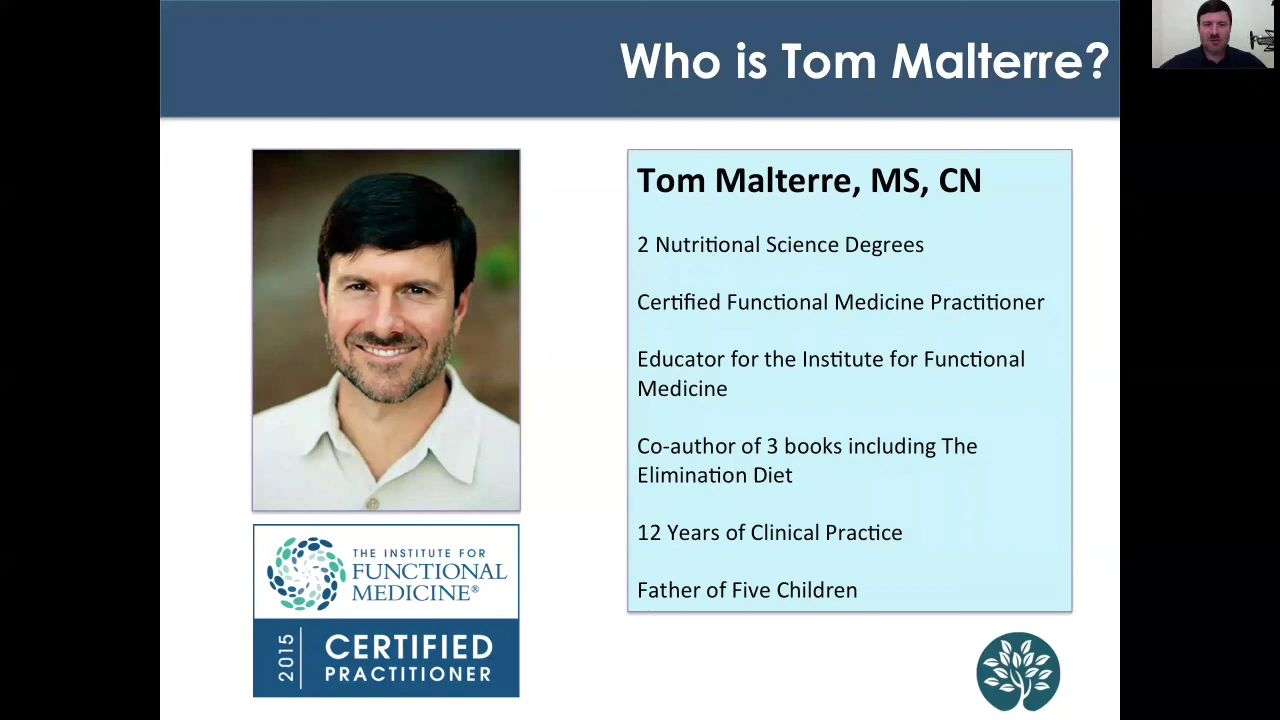 Who is Tom Malterre?
Tom Malterre, MS, CN
2 Nutritional Science Degrees
Certified Functional Medicine Practitioner
Educator for the Institute for Functional
Medicine
Co-author of 3 books including The
Elimination Diet
12 Years of Clinical Practice
Father of Five Children
THE INSTITUTE FOR
FUNCTIONAL
MEDICINE®
2015
CERTIFIED
PRACTITIONER